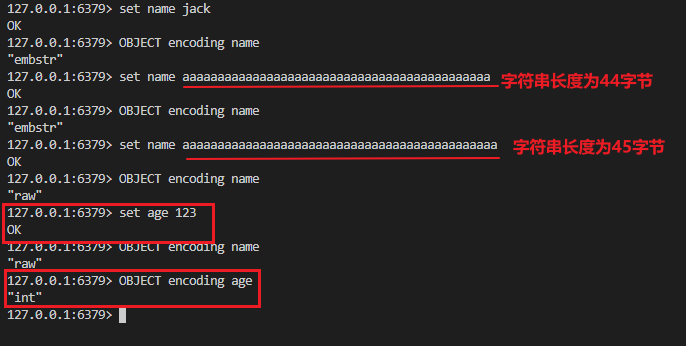 127.0.0.1:6379> set name jack
OK
127.0.0.1:6379> OBJECT encoding name
"embstr"
127.0.0.1:6379> set name aaaaaaaaaaaaaaaaaaaaaaaaaaaaaaaaaaaaaaaaaaaa 字符串长度为44字节
OK
127.0.0.1:6379> OBJECT encoding name
"embstr"
127.0.0.1:6379> set name aaaaaaaaaaaaaaaaaaaaaaaaaaaaaaaaaaaaaaaaaaaaa 字符串长度为45字节
OK
127.0.0.1:6379> OBJECT encoding name
"raw"
127.0.0.1:6379> set age 123
OK
127.0.0.1:6379> OBJECT encoding name
"raw"
127.0.0.1:6379> OBJECT encoding age
"int"
127.0.0.1:6379>